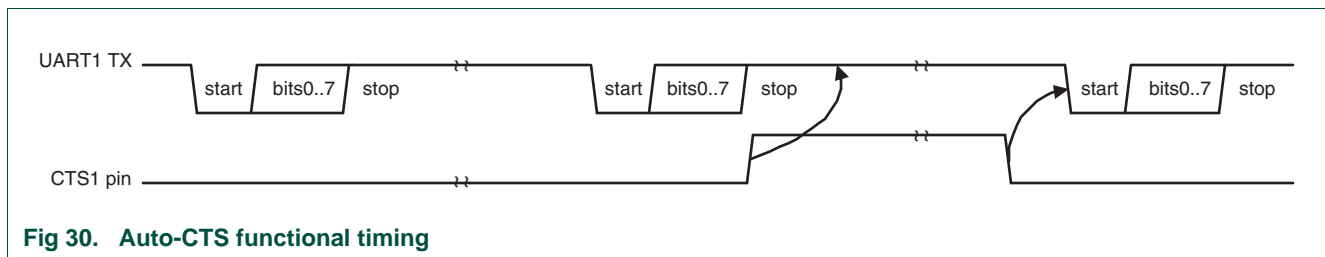 UART1 TX
start bits0..7 stop start bits0..7 stop start bits0..7 stop
CTS1 pin
Fig 30. Auto-CTS functional timing